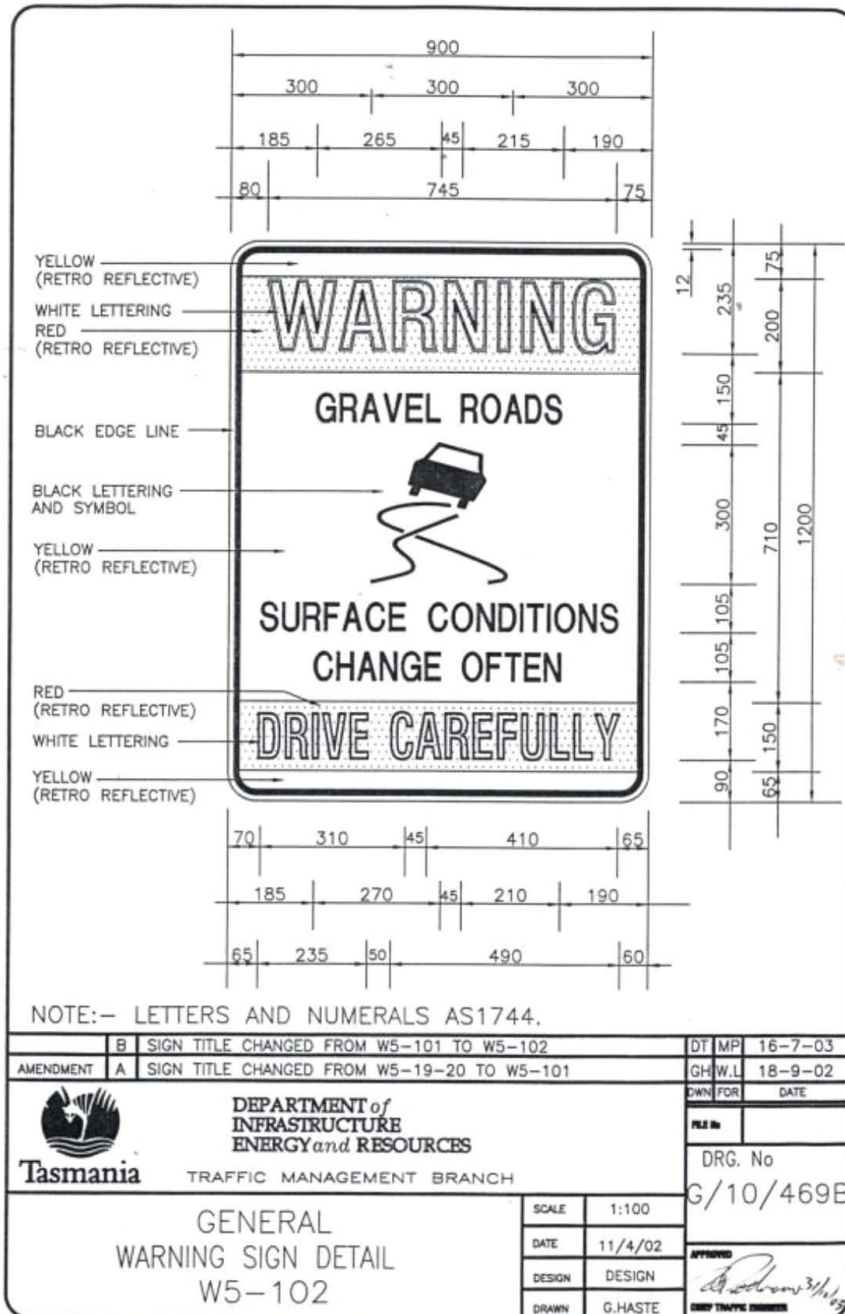 900
300 300 300
185 265 45 215 190
80 745 75
YELLOW
(RETRO REFLECTIVE)
WHITE LETTERING
RED
(RETRO REFLECTIVE)
BLACK EDGE LINE
BLACK LETTERING
AND SYMBOL
YELLOW
(RETRO REFLECTIVE)
RED
(RETRO REFLECTIVE)
WHITE LETTERING
YELLOW
(RETRO REFLECTIVE)
WARNING
GRAVEL ROADS
SURFACE CONDITIONS
CHANGE OFTEN
DRIVE CAREFULLY
12
235 150 45 300 105 105 170 90
75 200 710 150 65
1200
70 310 45 410 65
185 270 45 210 190
65 235 50 490 60
NOTE:- LETTERS AND NUMERALS AS1744.
B SIGN TITLE CHANGED FROM W5-101 TO W5-102 DT MP 16-7-03
AMENDMENT A SIGN TITLE CHANGED FROM W5-19-20 TO W5-101 GH W.L 18-9-02
DWN FOR DATE
Tasmania
DEPARTMENT of
INFRASTRUCTURE
ENERGY and RESOURCES
TRAFFIC MANAGEMENT BRANCH
FILE No
DRG. No
G/10/469B
GENERAL
WARNING SIGN DETAIL
W5-102
SCALE 1:100
DATE 11/4/02
DESIGN DESIGN
DRAWN G.HASTE
APPROVED
CHIEF TRAFFIC ENGINEER